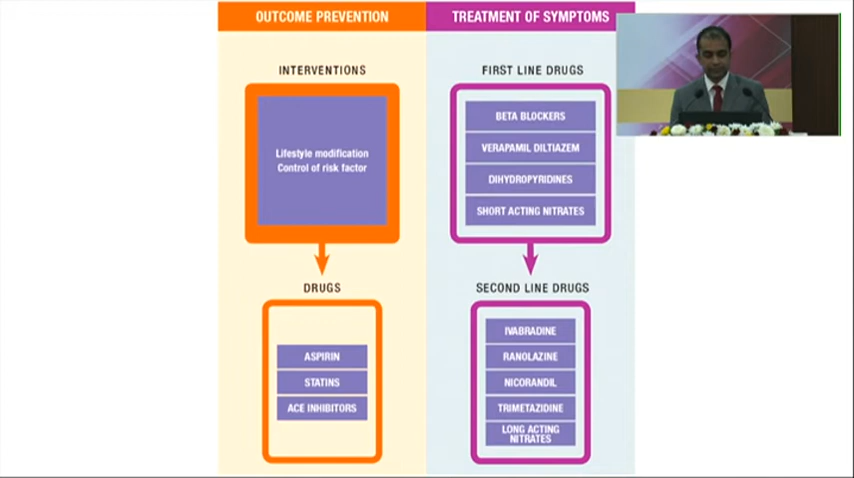 OUTCOME PREVENTION
INTERVENTIONS
Lifestyle modification
Control of risk factor
DRUGS
ASPIRIN
STATINS
ACE INHIBITORS
TREATMENT OF SYMPTOMS
FIRST LINE DRUGS
BETA BLOCKERS
VERAPAMIL DILTIAZEM
DIHYDROPYRIDINES
SHORT ACTING NITRATES
SECOND LINE DRUGS
IVABRADINE
RANOLAZINE
NICORANDIL
TRIMETAZIDINE
LONG ACTING
NITRATES